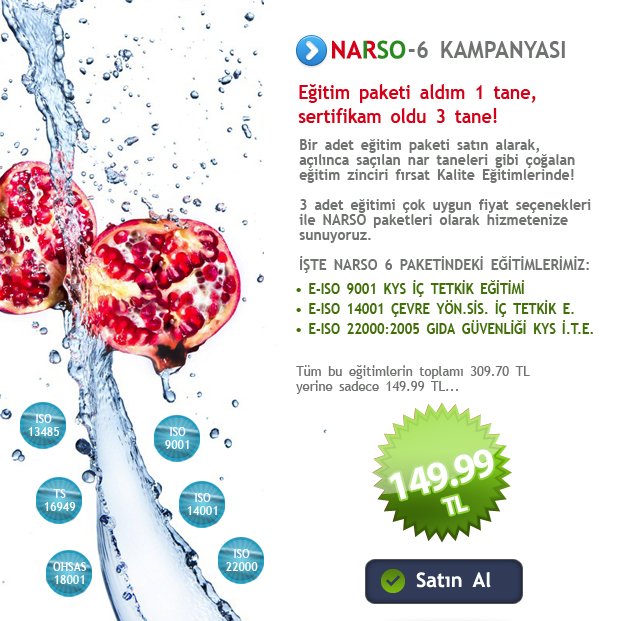 NARSO-6 KAMPANYASI
Eğitim paketi aldım 1 tane,
sertifikam oldu 3 tane!
Bir adet eğitim paketi satın alarak,
açılınca saçılan nar taneleri gibi çoğalan
eğitim zinciri fırsat Kalite Eğitimlerinde!
3 adet eğitimi çok uygun fiyat seçenekleri
ile NARSO paketleri olarak hizmetenize
sunuyoruz.
İŞTE NARSO 6 PAKETİNDEKİ EĞİTİMLERİMİZ:
• E-ISO 9001 KYS İÇ TETKİK EĞİTİMİ
• E-ISO 14001 ÇEVRE YÖN.SİS. İÇ TETKİK E.
• E-ISO 22000:2005 GIDA GÜVENLİĞİ KYS İ.T.E.
Tüm bu eğitimlerin toplamı 309.70 TL
yerine sadece 149.99 TL...
149.99
TL
Satın Al
ISO
13485
ISO
9001
TS
16949
ISO
14001
OHSAS
18001
ISO
22000